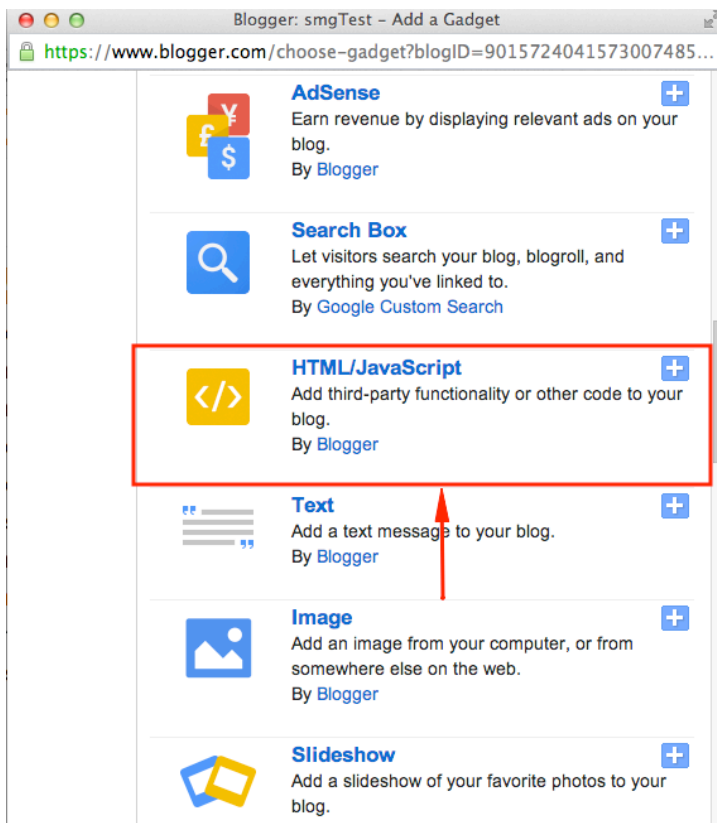 Blogger: smgTest – Add a Gadget
https://www.blogger.com/choose-gadget?blogID=9015724041573007485...
AdSense
Earn revenue by displaying relevant ads on your
blog.
By Blogger
Search Box
Let visitors search your blog, blogroll, and
everything you've linked to.
By Google Custom Search
HTML/JavaScript
Add third-party functionality or other code to your
blog.
By Blogger
Text
Add a text message to your blog.
By Blogger
Image
Add an image from your computer, or from
somewhere else on the web.
By Blogger
Slideshow
Add a slideshow of your favorite photos to your
blog.